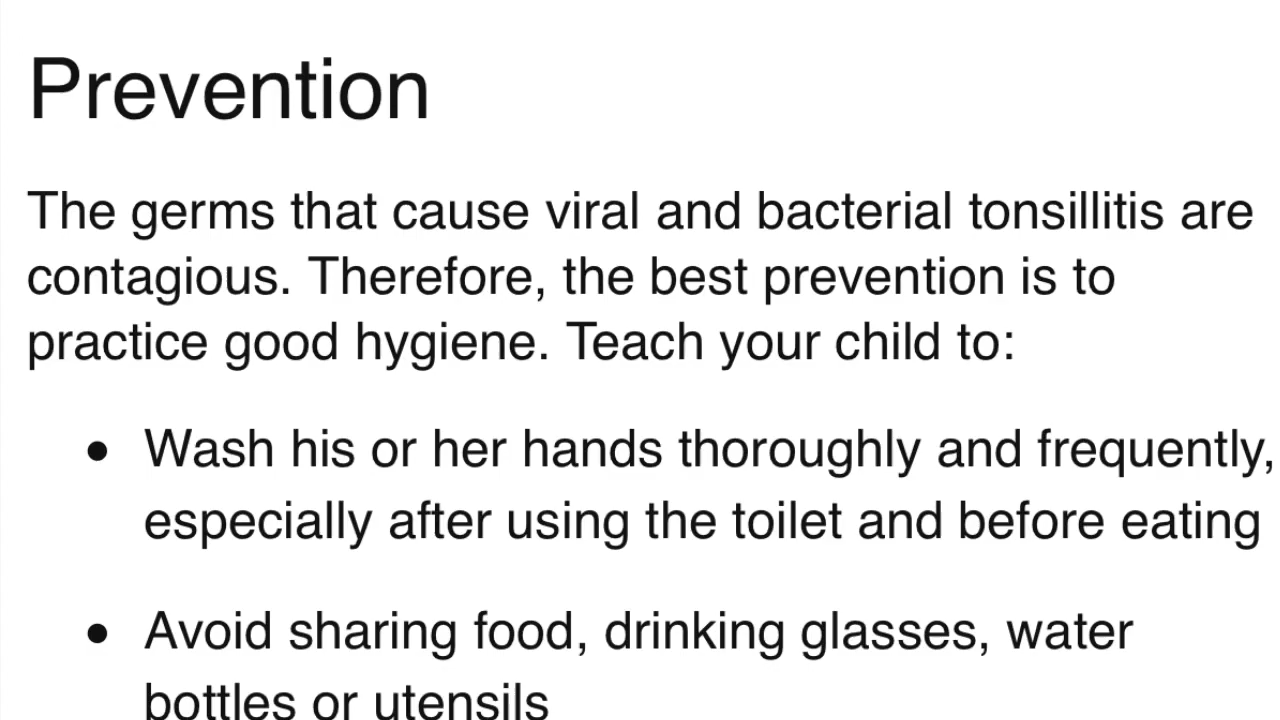 Prevention
The germs that cause viral and bacterial tonsillitis are
contagious. Therefore, the best prevention is to
practice good hygiene. Teach your child to:
• Wash his or her hands thoroughly and frequently,
especially after using the toilet and before eating
• Avoid sharing food, drinking glasses, water
bottles or utensils